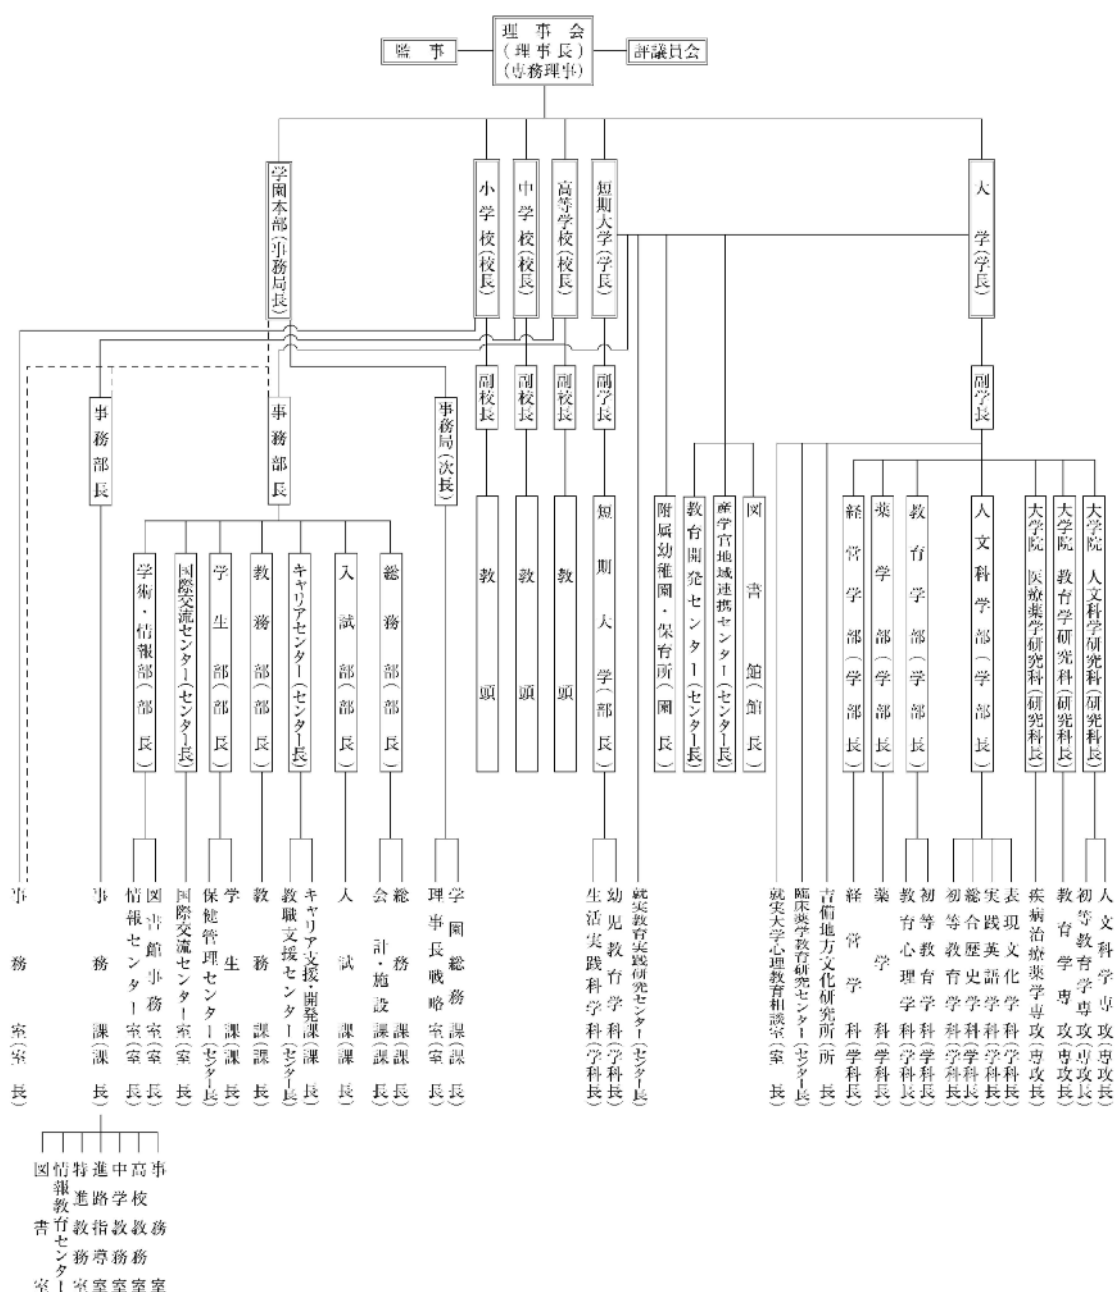 理事会
(理事長)
(専務理事)
監事
評議員会
学園本部(事務局長)
小学校(校長)
中学校(校長)
高等学校(校長)
短期大学(学長)
大学(学長)
副校長
副校長
副校長
副学長
副学長
事務部長
事務部長
事務局(次長)
学術・情報部(部長)
国際交流センター(センター長)
学生部(部長)
教務部(部長)
キャリアセンター(センター長)
入試部(部長)
総務部(部長)
教頭
教頭
教頭
短期大学(部長)
附属幼稚園・保育所(園長)
教育開発センター(センター長)
産学官地域連携センター(センター長)
図書館(館長)
経営学部(学部長)
薬学部(学部長)
教育学部(学部長)
人文科学部(学部長)
大学院 医療薬学研究科(研究科長)
大学院 教育学研究科(研究科長)
大学院 人文科学研究科(研究科長)
事務室(室長)
事務課(課長)
情報センター室(室長)
図書館事務室(室長)
国際交流センター室(室長)
保健管理センター(センター長)
学生課(課長)
教務課(課長)
教職支援センター(センター長)
キャリア支援・開発課(課長)
入試課(課長)
会計・施設課(課長)
総務課(課長)
理事長戦略室(室長)
学園総務課(課長)
生活実践科学科(学科長)
幼児教育学科(学科長)
就実教育実践研究センター(センター長)
就実大学心理教育相談室(室長)
臨床薬学教育研究センター(センター長)
吉備地方文化研究所(所長)
経営学科(学科長)
薬学科(学科長)
教育心理学科(学科長)
初等教育学科(学科長)
初等教育学科(学科長)
総合歴史学科(学科長)
実践英語学科(学科長)
表現文化学科(学科長)
疾病治療薬学専攻(専攻長)
教育学専攻(専攻長)
初等教育学専攻(専攻長)
人文科学専攻(専攻長)
図書室
情報教育センター
特進教務室
進路指導室
中学教務室
高校教務室
事務室